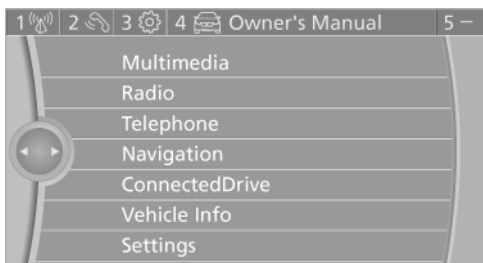 1 2 3 4 Owner's Manual 5 –
Multimedia
Radio
Telephone
Navigation
ConnectedDrive
Vehicle Info
Settings